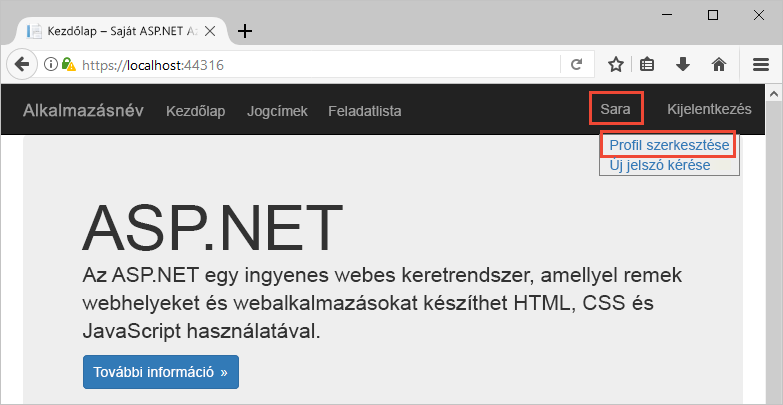 Kezdőlap – Saját ASP.NET A
https://localhost:44316
Alkalmazásnév Kezdőlap Jogcímek Feladatlista Sara Kijelentkezés
Profil szerkesztése
Új jelszó kérése
ASP.NET
Az ASP.NET egy ingyenes webes keretrendszer, amellyel remek
webhelyeket és webalkalmazásokat készíthet HTML, CSS és
JavaScript használatával.
További információ »